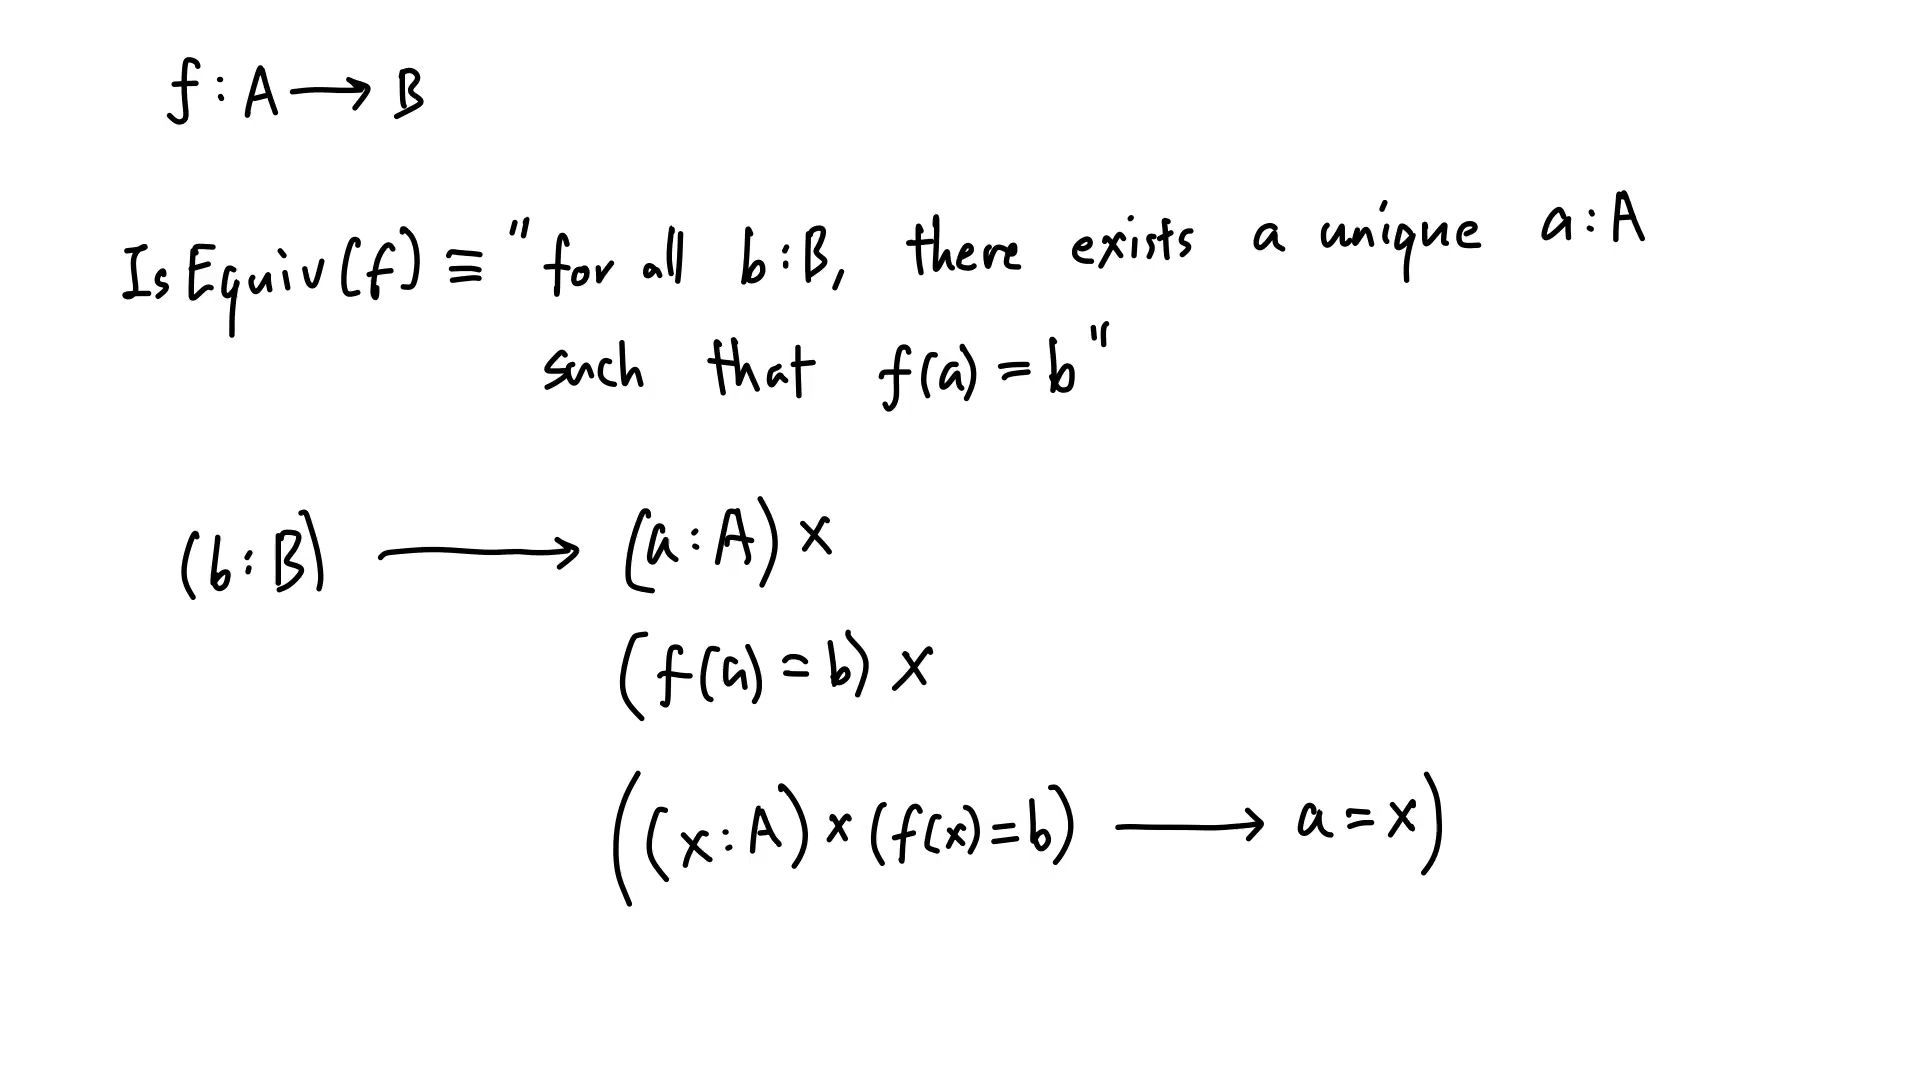 f : A ⟶ B
IsEquiv(f) ≡ "for all b:B, there exists a unique a:A
such that f(a) = b"
(b : B) ⟶ (a : A) ×
(f(a) = b) ×
((x : A) × (f(x) = b) ⟶ a = x)